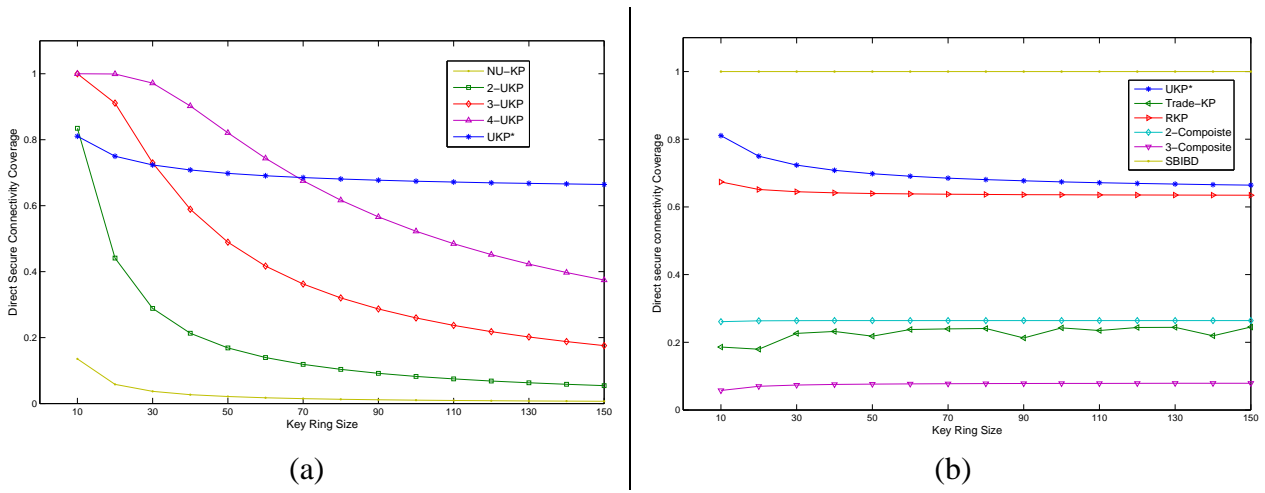 Direct Secure Connectivity Coverage
1
0.8
0.6
0.4
0.2
0
10 30 50 70 90 110 130 150
Key Ring Size
NU-KP
2-UKP
3-UKP
4-UKP
UKP*
(a)
Direct secure connectivity Coverage
1
0.8
0.6
0.4
0.2
0
10 30 50 70 90 110 130 150
Key Ring Size
UKP*
Trade-KP
RKP
2-Compoiste
3-Composite
SBIBD
(b)